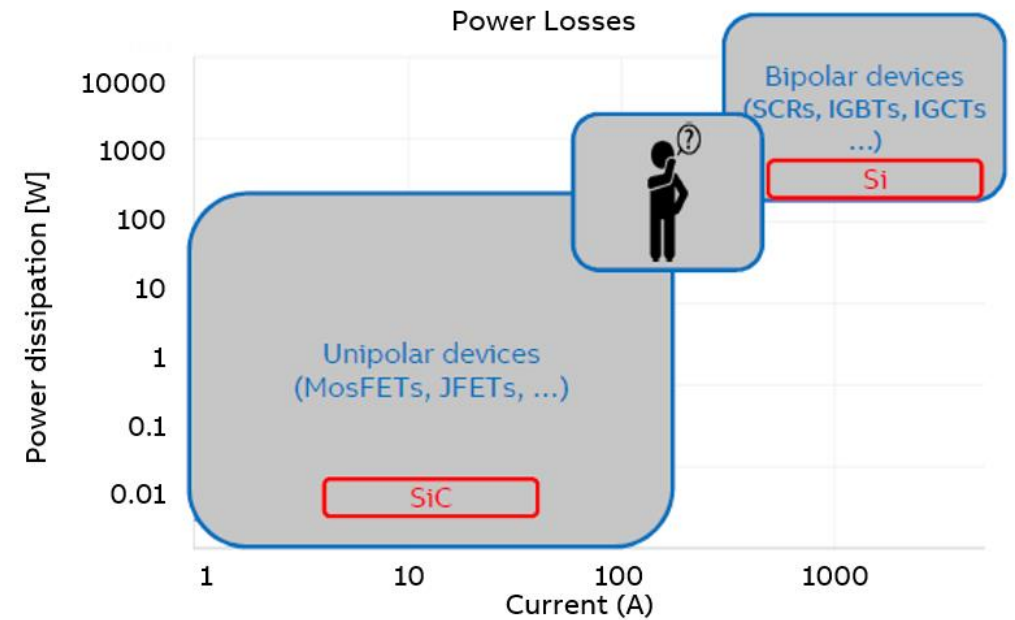 Power Losses
10000
1000
100
10
1
0.1
0.01
Power dissipation [W]
Bipolar devices
(SCRs, IGBTs, IGCTs
...)
Si
?
Unipolar devices
(MosFETs, JFETs, ...)
SiC
1
10
100
1000
Current (A)